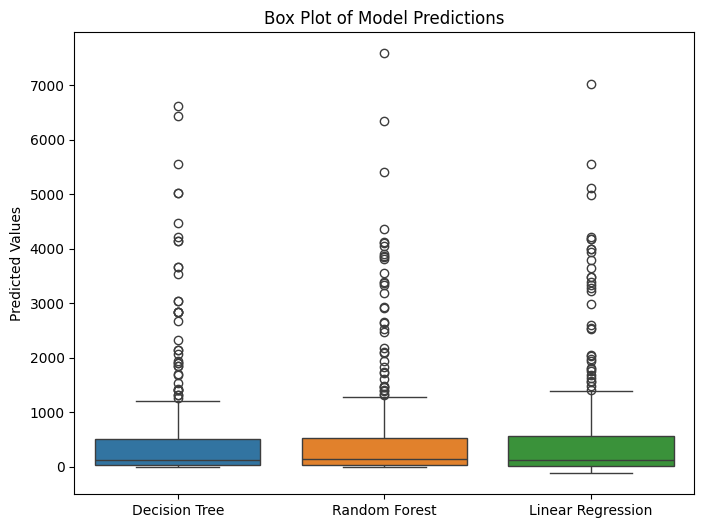 Box Plot of Model Predictions
Predicted Values
7000
6000
5000
4000
3000
2000
1000
0
Decision Tree
Random Forest
Linear Regression